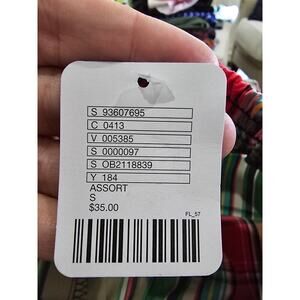 S 93607695
C 0413
V 005385
S 0000097
S OB2118839
Y 184
ASSORT
S
$35.00
FL_57